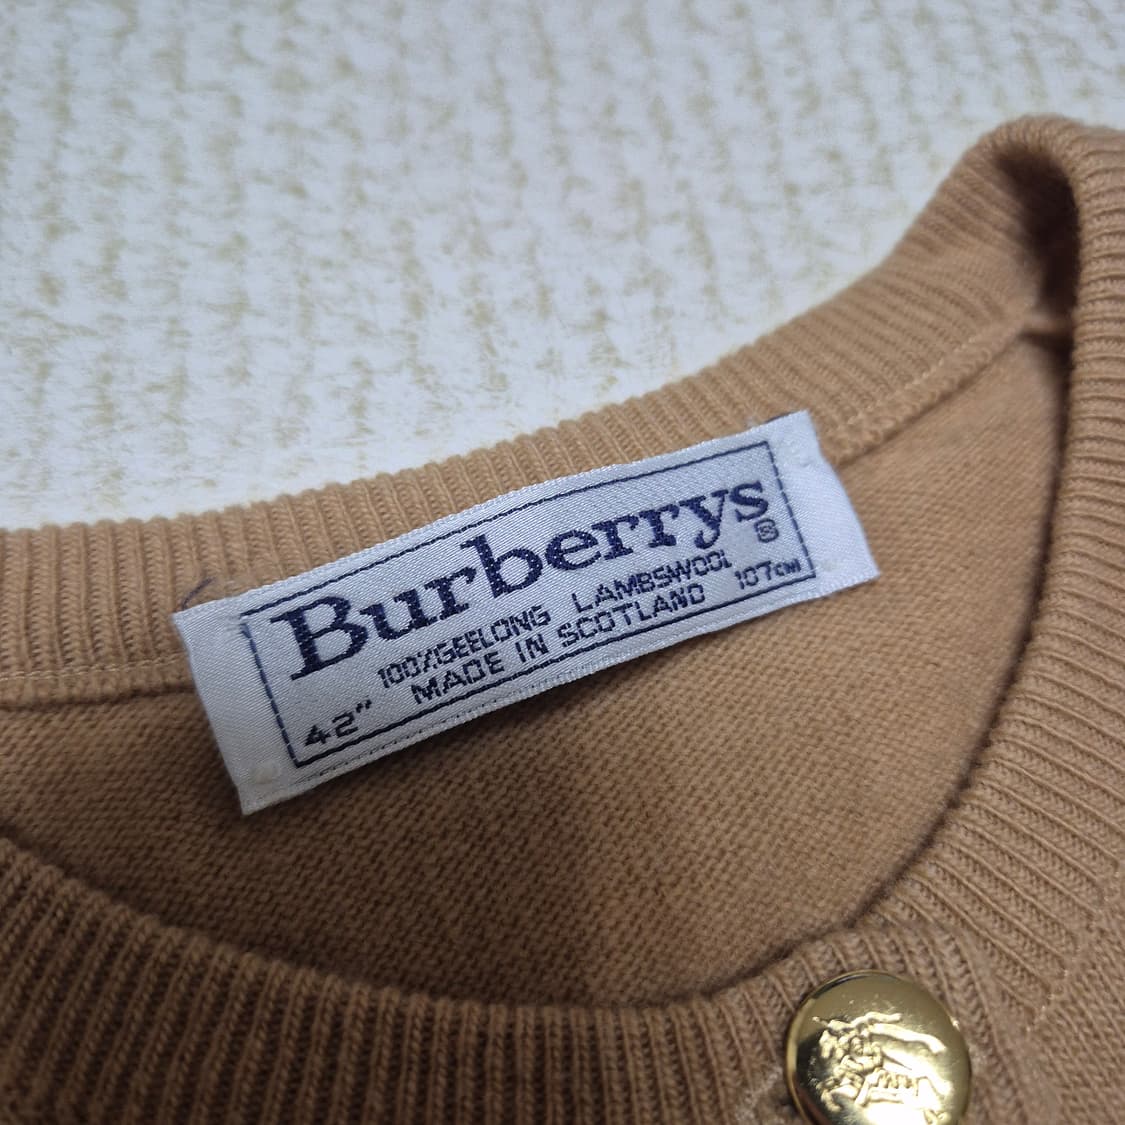 Burberrys
S
100%GEELONG LAMBSWOOL
42" MADE IN SCOTLAND 107CM